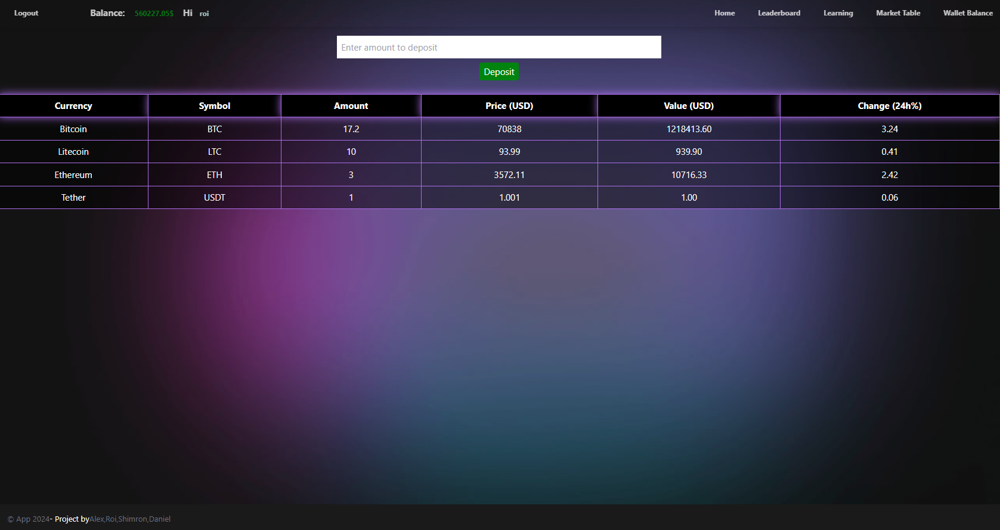 Logout Balance: 560227.05$ Hi roi Home Leaderboard Learning Market Table Wallet Balance
Enter amount to deposit
Deposit
Currency Symbol Amount Price (USD) Value (USD) Change (24h%)
Bitcoin BTC 17.2 70838 1218413.60 3.24
Litecoin LTC 10 93.99 939.90 0.41
Ethereum ETH 3 3572.11 10716.33 2.42
Tether USDT 1 1.001 1.00 0.06
© App 2024- Project byAlex,Roi,Shimron,Daniel